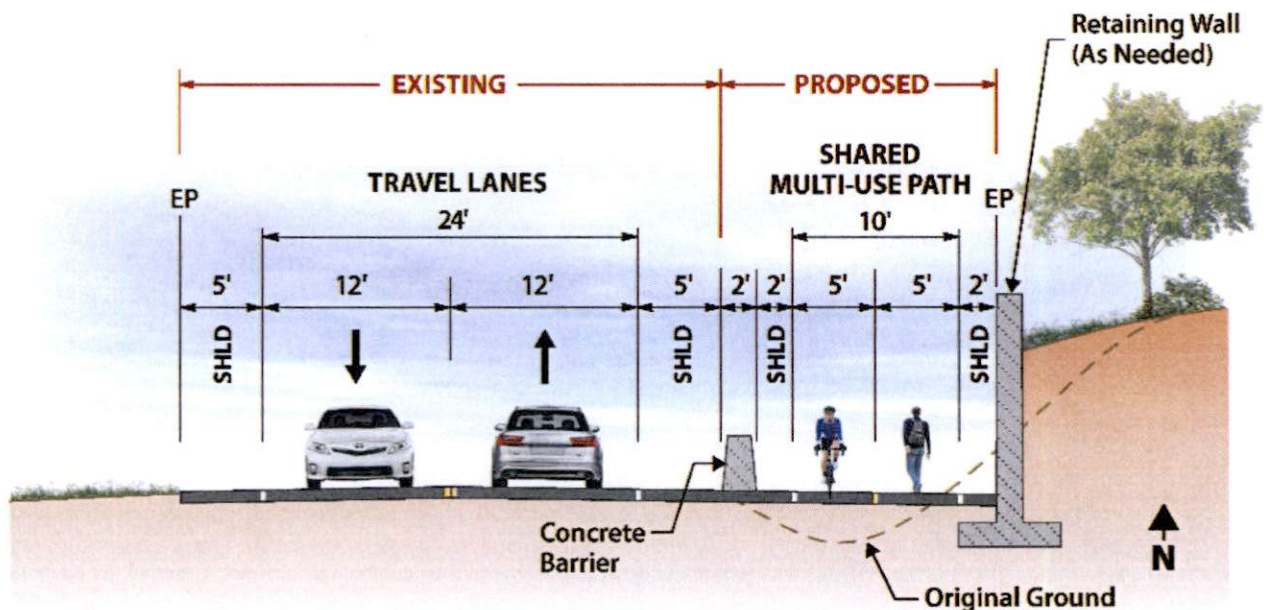 Retaining Wall
(As Needed)
EXISTING
PROPOSED
SHARED
MULTI-USE PATH
TRAVEL LANES
EP
EP
24'
10'
5'
12'
12'
5'
2'
2'
5'
5'
2'
SHLD
SHLD
SHLD
SHLD
Concrete
Barrier
N
Original Ground